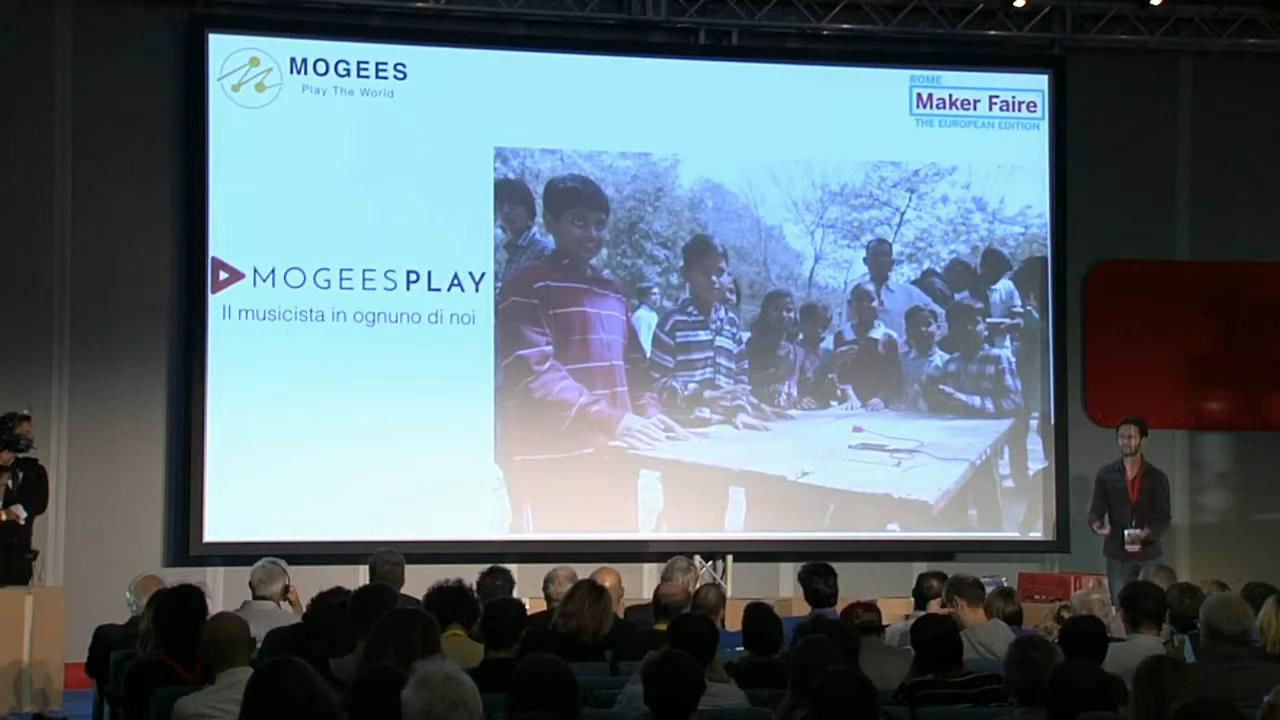 MOGEES
Play The World
ROME
Maker Faire
THE EUROPEAN EDITION
MOGEESPLAY
Il musicista in ognuno di noi